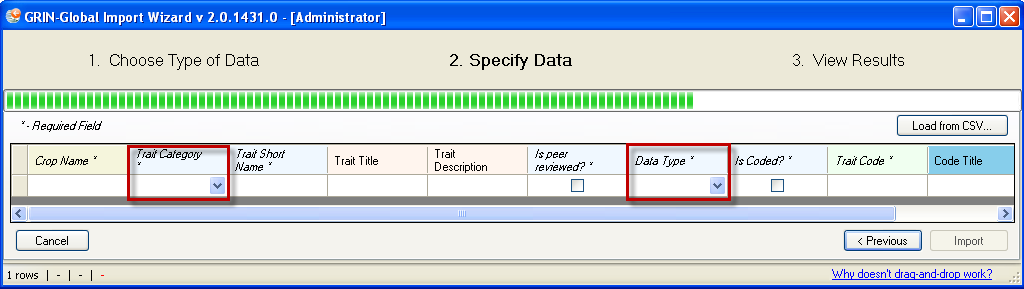 GRIN-Global Import Wizard v 2.0.1431.0 - [Administrator]
1. Choose Type of Data 2. Specify Data 3. View Results
* - Required Field Load from CSV...
Crop Name * Trait Category * Trait Short Name * Trait Title Trait Description Is peer reviewed? * Data Type * Is Coded? * Trait Code * Code Title
Cancel < Previous Import
1 rows | - | - | - Why doesn't drag-and-drop work?